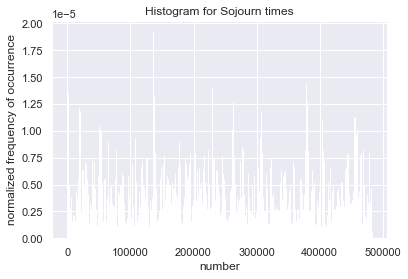 Histogram for Sojourn times
1e−5
normalized frequency of occurrence
2.00
1.75
1.50
1.25
1.00
0.75
0.50
0.25
0.00
0 100000 200000 300000 400000 500000
number